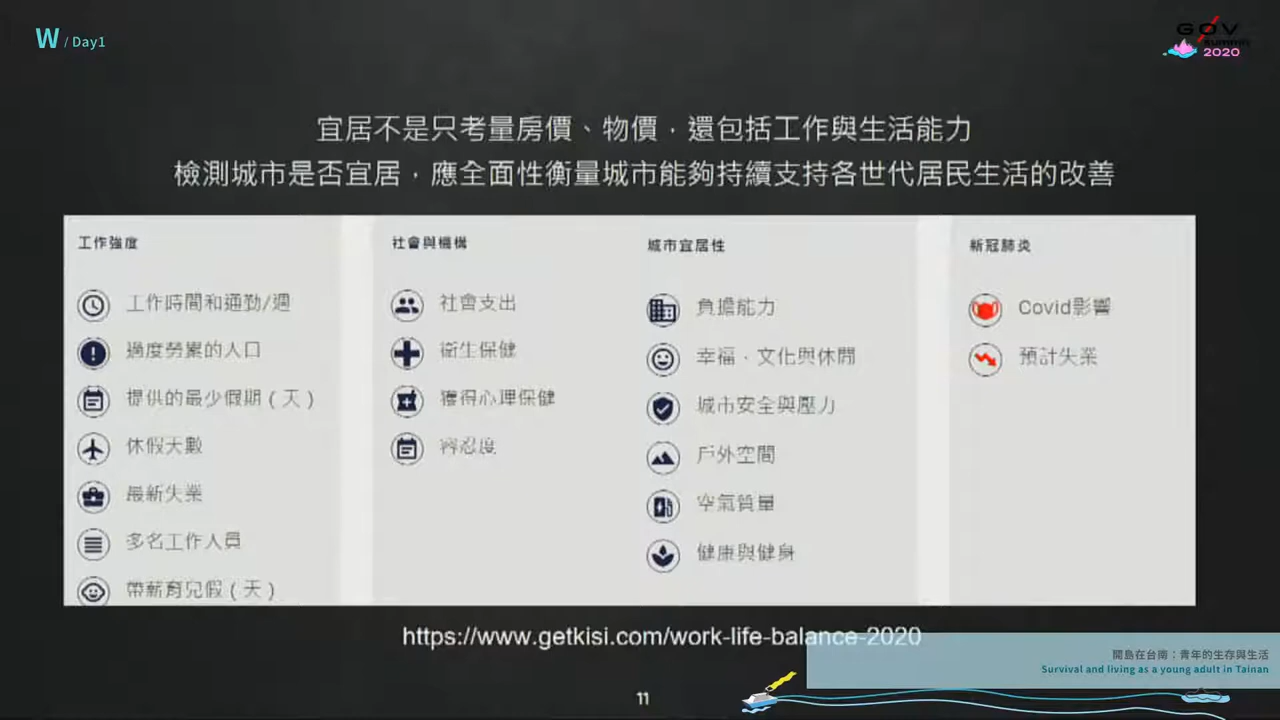 W / Day1
GOV
SUMMIT
2020
宜居不是只考量房價、物價，還包括工作與生活能力
檢測城市是否宜居，應全面性衡量城市能夠持續支持各世代居民生活的改善
工作強度
工作時間和通勤/週
過度勞累的人口
提供的最少假期（天）
休假天數
最新失業
多名工作人員
帶薪育兒假（天）
社會與機構
社會支出
衛生保健
獲得心理保健
容忍度
城市宜居性
負擔能力
幸福，文化與休閒
城市安全與壓力
戶外空間
空氣質量
健康與健身
新冠肺炎
Covid影響
預計失業
https://www.getkisi.com/work-life-balance-2020
開島在台南：青年的生存與生活
Survival and living as a young adult in Tainan
11